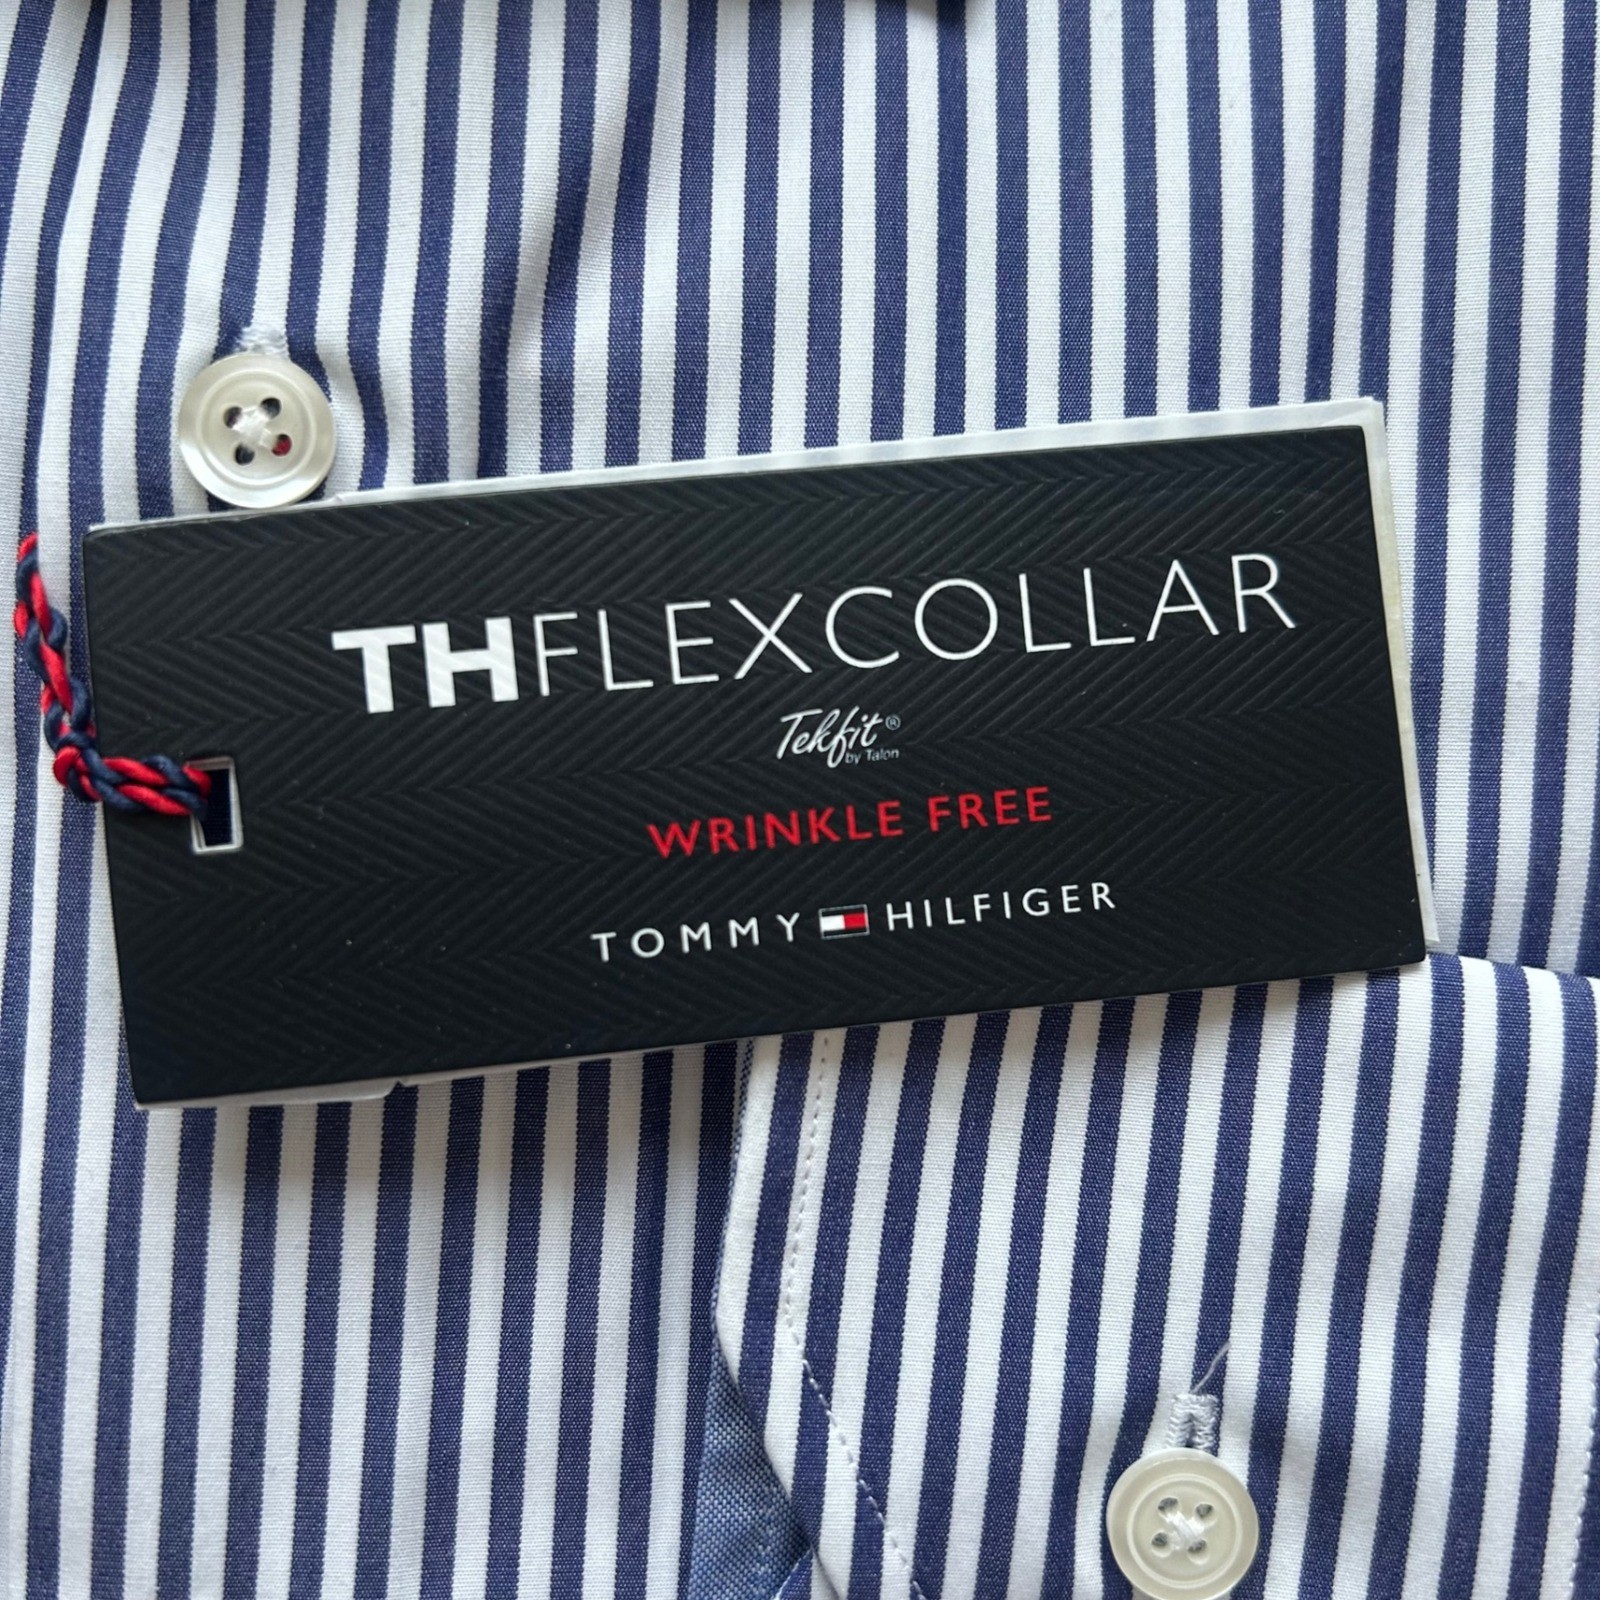 THFLEXCOLLAR
Tekfit®
by Talon
WRINKLE FREE
TOMMY HILFIGER